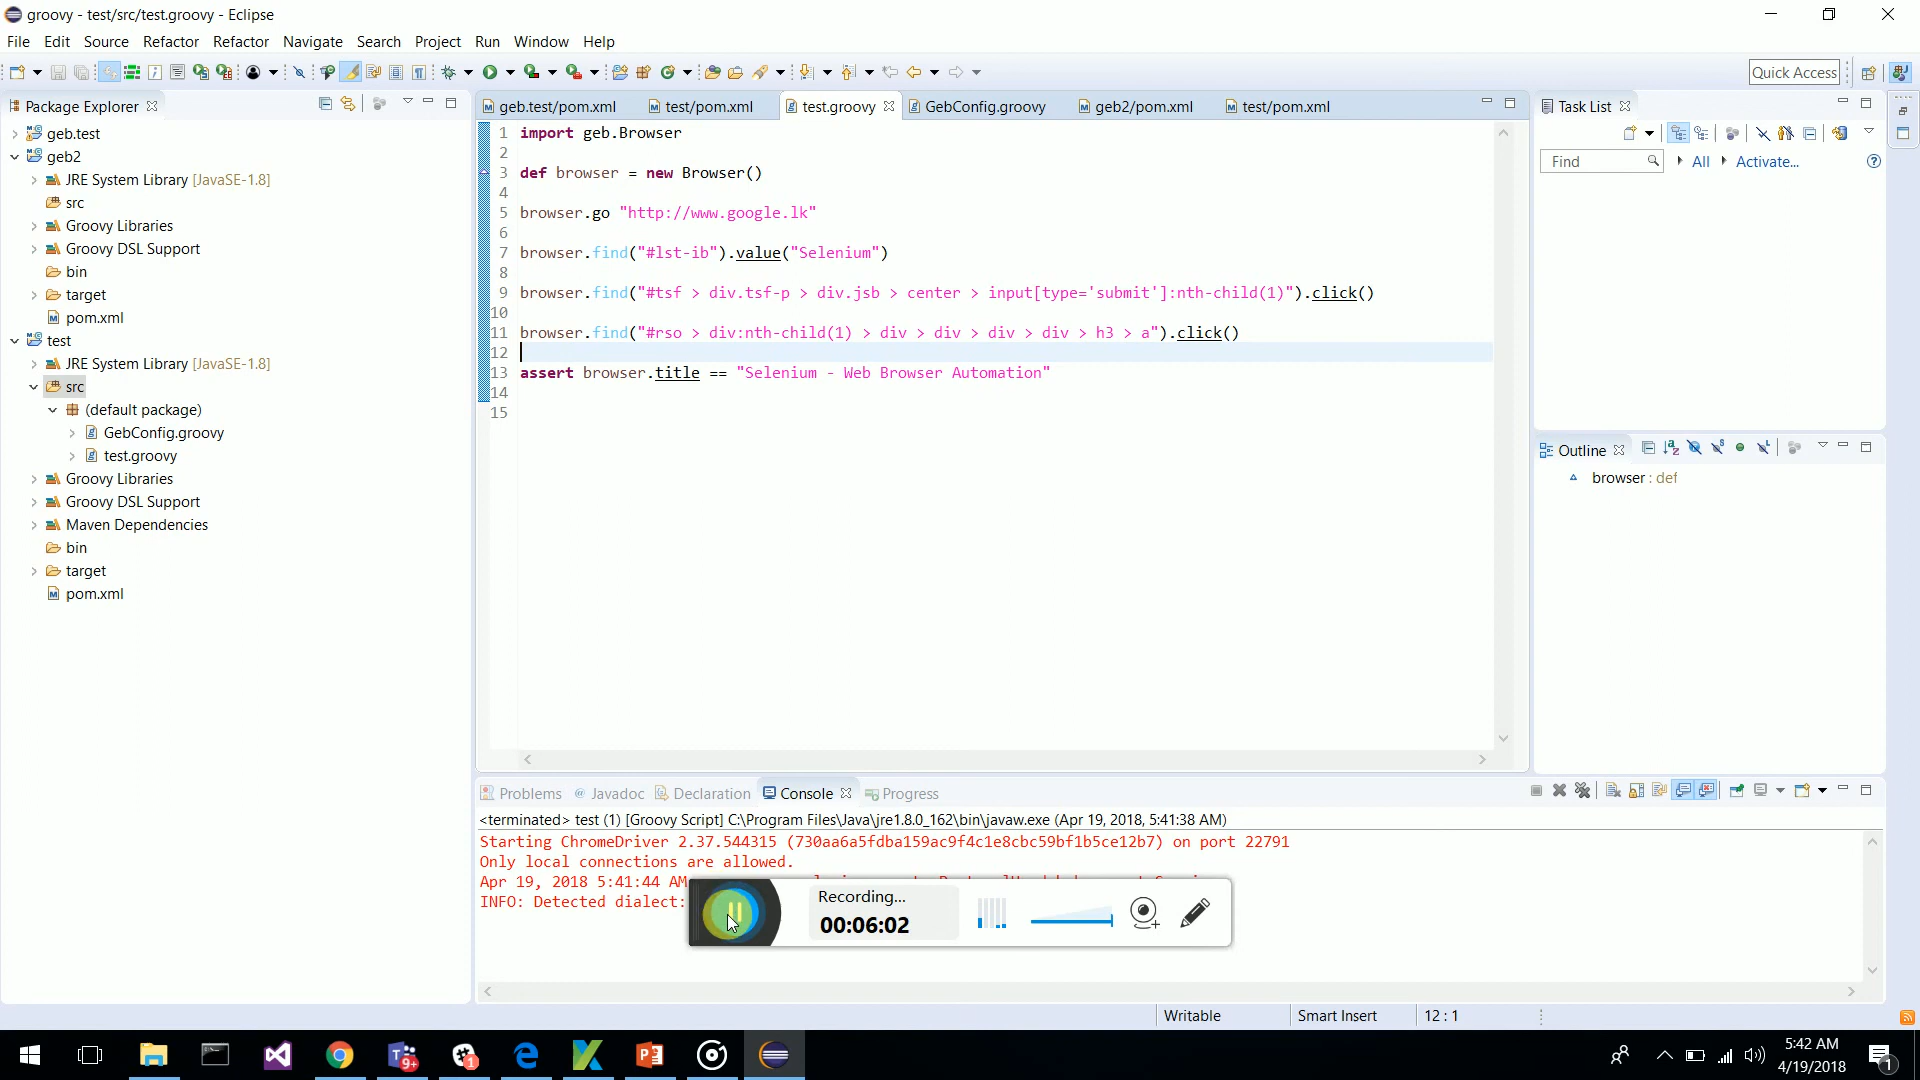 groovy - test/src/test.groovy - Eclipse
File Edit Source Refactor Refactor Navigate Search Project Run Window Help
Quick Access
Package Explorer
geb.test
geb2
JRE System Library [JavaSE-1.8]
src
Groovy Libraries
Groovy DSL Support
bin
target
pom.xml
test
JRE System Library [JavaSE-1.8]
src
(default package)
GebConfig.groovy
test.groovy
Groovy Libraries
Groovy DSL Support
Maven Dependencies
bin
target
pom.xml
geb.test/pom.xml test/pom.xml test.groovy GebConfig.groovy geb2/pom.xml test/pom.xml
1 import geb.Browser
2
3 def browser = new Browser()
4
5 browser.go "http://www.google.lk"
6
7 browser.find("#lst-ib").value("Selenium")
8
9 browser.find("#tsf > div.tsf-p > div.jsb > center > input[type='submit']:nth-child(1)").click()
10
11 browser.find("#rso > div:nth-child(1) > div > div > div > div > h3 > a").click()
12
13 assert browser.title == "Selenium - Web Browser Automation"
14
15
Task List
Find All Activate...
Outline
browser : def
Problems Javadoc Declaration Console Progress
<terminated> test (1) [Groovy Script] C:\Program Files\Java\jre1.8.0_162\bin\javaw.exe (Apr 19, 2018, 5:41:38 AM)
Starting ChromeDriver 2.37.544315 (730aa6a5fdba159ac9f4c1e8cbc59bf1b5ce12b7) on port 22791
Only local connections are allowed.
Apr 19, 2018 5:41:44 AM
INFO: Detected dialect:
Recording...
00:06:02
Writable Smart Insert 12 : 1
9+
1
5:42 AM
4/19/2018
1